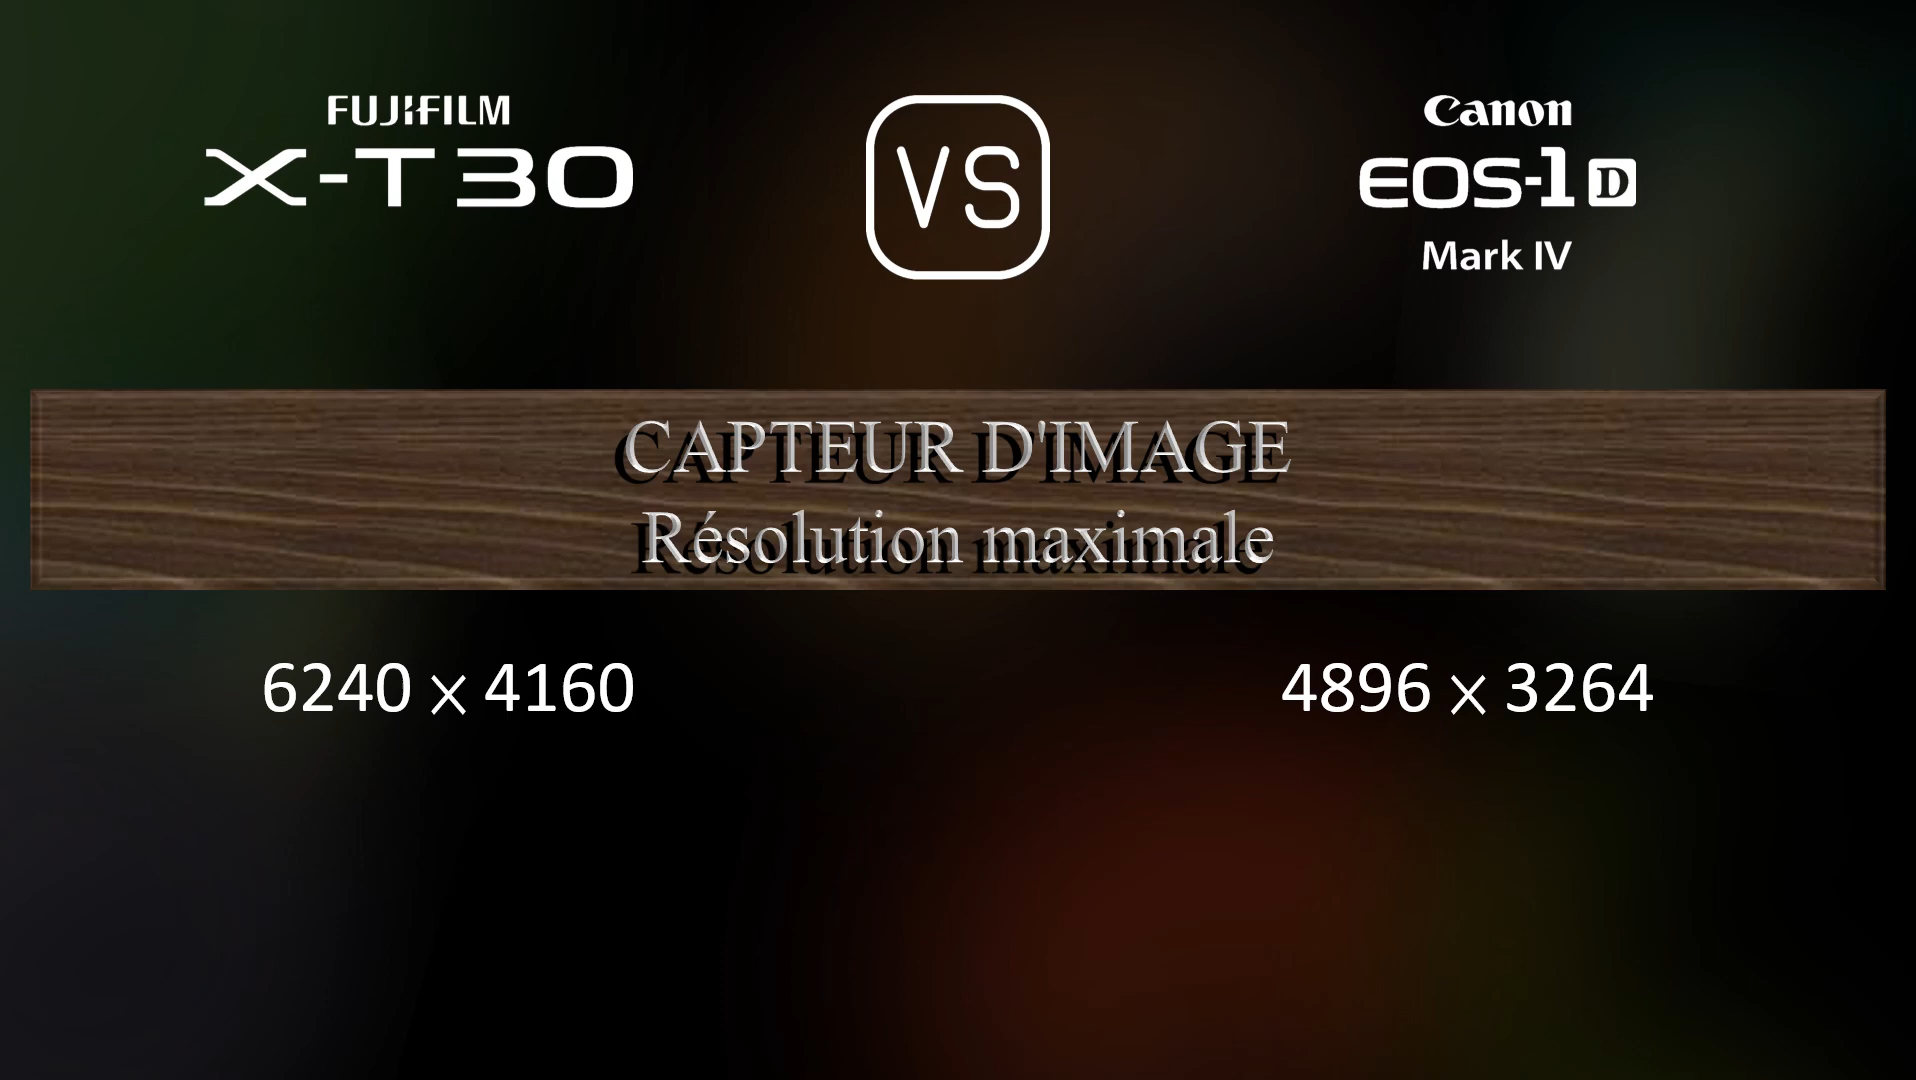 FUJIFILM
X-T30
VS
Canon
EOS-1D
Mark IV
CAPTEUR D'IMAGE
Résolution maximale
6240 x 4160
4896 x 3264